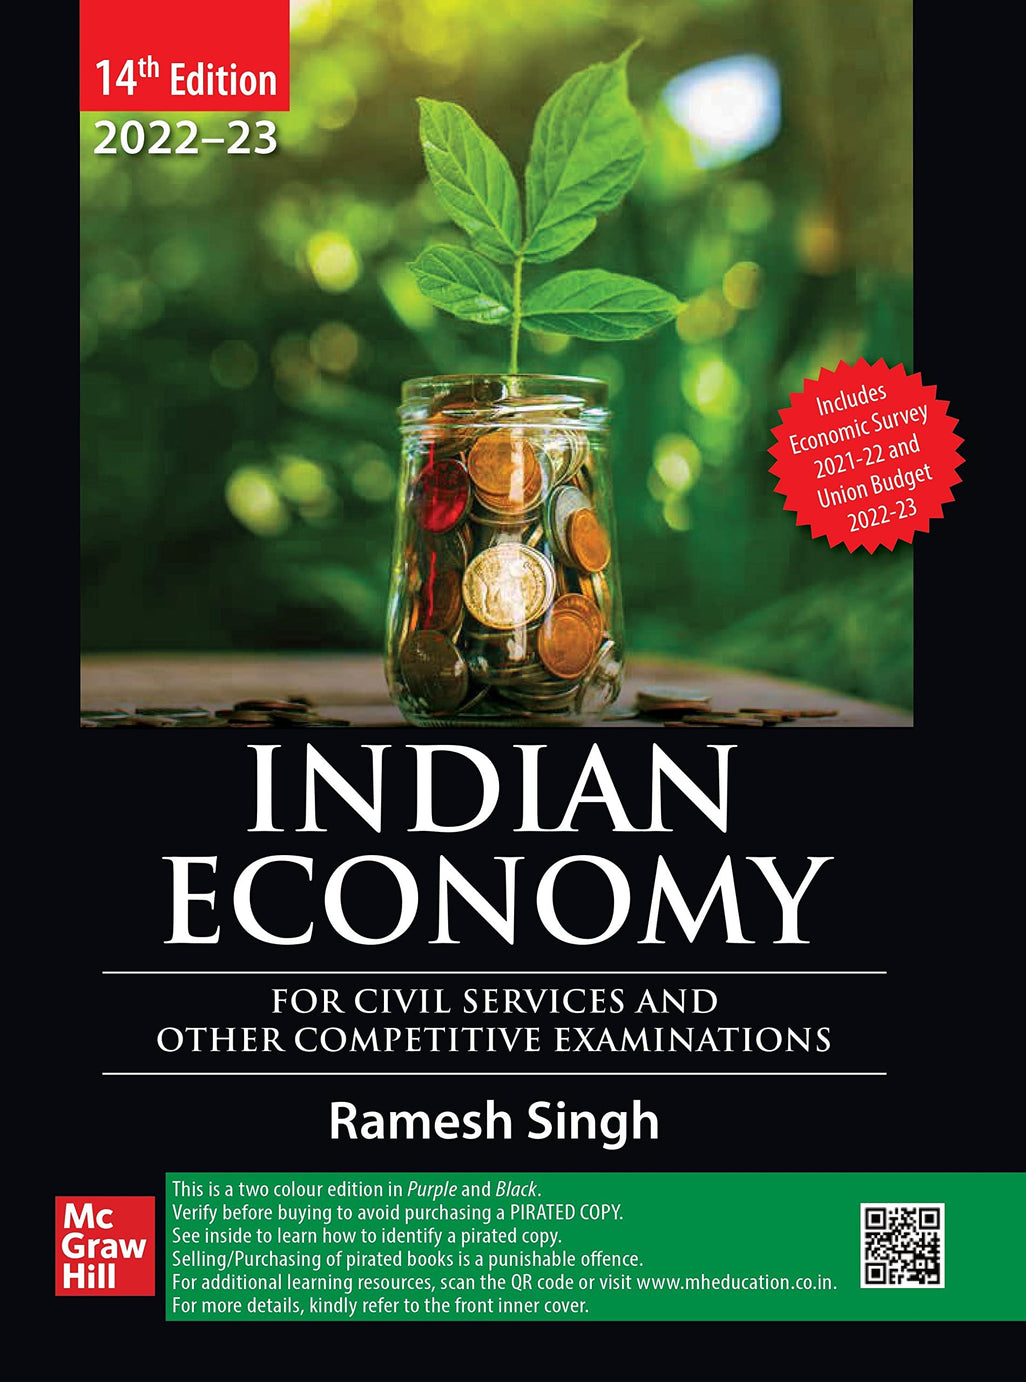 14th Edition
2022–23
Includes
Economic Survey
2021-22 and
Union Budget
2022-23
INDIAN
ECONOMY
FOR CIVIL SERVICES AND
OTHER COMPETITIVE EXAMINATIONS
Ramesh Singh
Mc
Graw
Hill
This is a two colour edition in Purple and Black.
Verify before buying to avoid purchasing a PIRATED COPY.
See inside to learn how to identify a pirated copy.
Selling/Purchasing of pirated books is a punishable offence.
For additional learning resources, scan the QR code or visit www.mheducation.co.in.
For more details, kindly refer to the front inner cover.